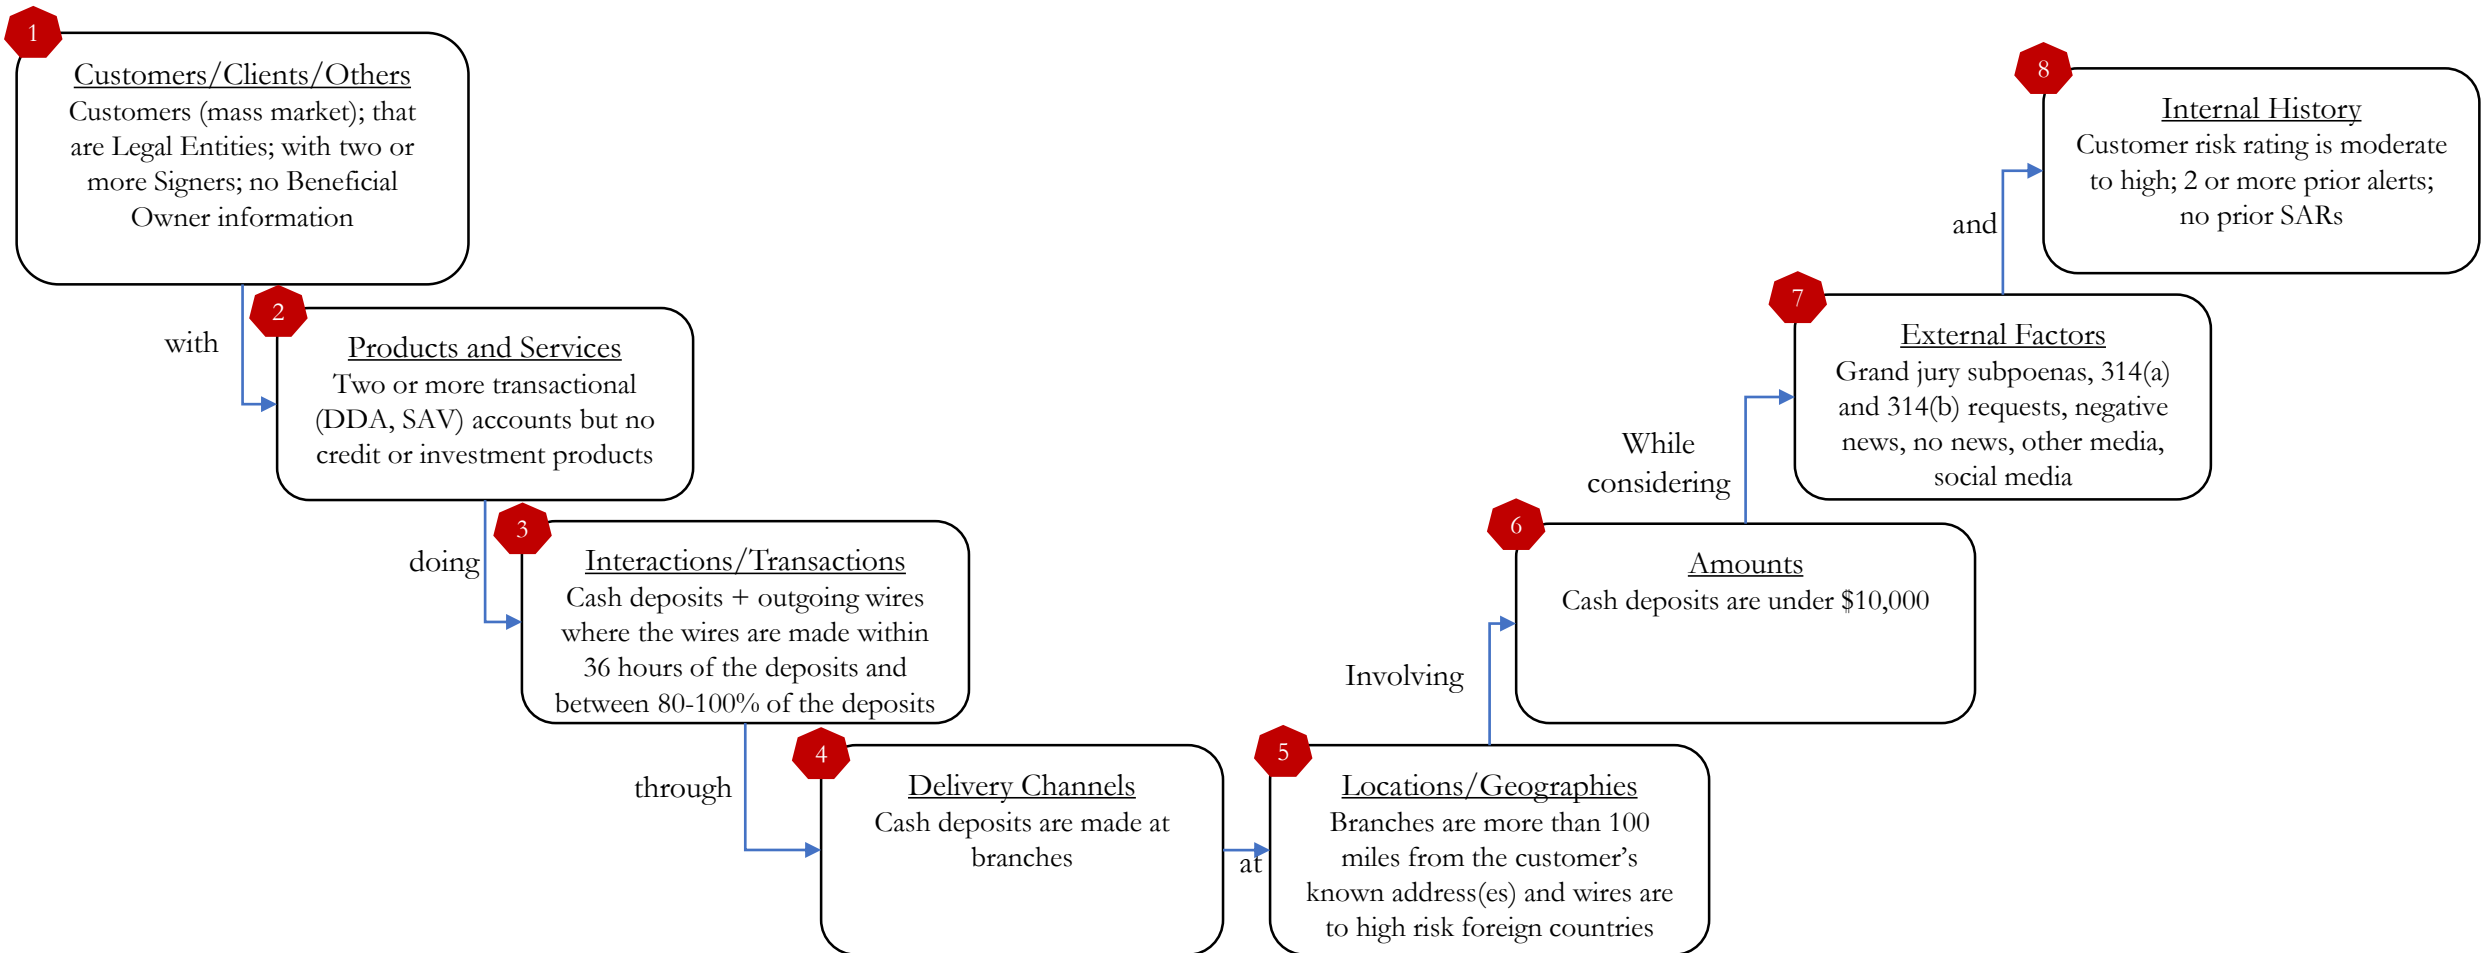 1
Customers/Clients/Others
Customers (mass market); that
are Legal Entities; with two or
more Signers; no Beneficial
Owner information
with
2
Products and Services
Two or more transactional
(DDA, SAV) accounts but no
credit or investment products
doing
3
Interactions/Transactions
Cash deposits + outgoing wires
where the wires are made within
36 hours of the deposits and
between 80-100% of the deposits
through
4
Delivery Channels
Cash deposits are made at
branches
at
5
Locations/Geographies
Branches are more than 100
miles from the customer’s
known address(es) and wires are
to high risk foreign countries
Involving
6
Amounts
Cash deposits are under $10,000
While
considering
7
External Factors
Grand jury subpoenas, 314(a)
and 314(b) requests, negative
news, no news, other media,
social media
and
8
Internal History
Customer risk rating is moderate
to high; 2 or more prior alerts;
no prior SARs